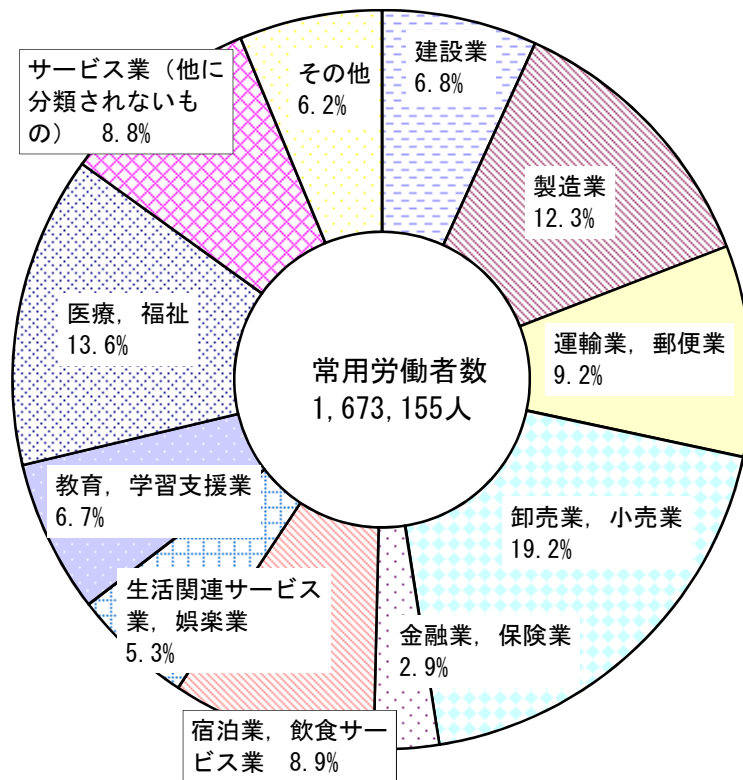 建設業
6.8%
製造業
12.3%
運輸業, 郵便業
9.2%
卸売業, 小売業
19.2%
金融業, 保険業
2.9%
宿泊業, 飲食サー
ビス業 8.9%
生活関連サービス
業, 娯楽業
5.3%
教育, 学習支援業
6.7%
医療, 福祉
13.6%
サービス業（他に
分類されないも
の） 8.8%
その他
6.2%
常用労働者数
1,673,155人